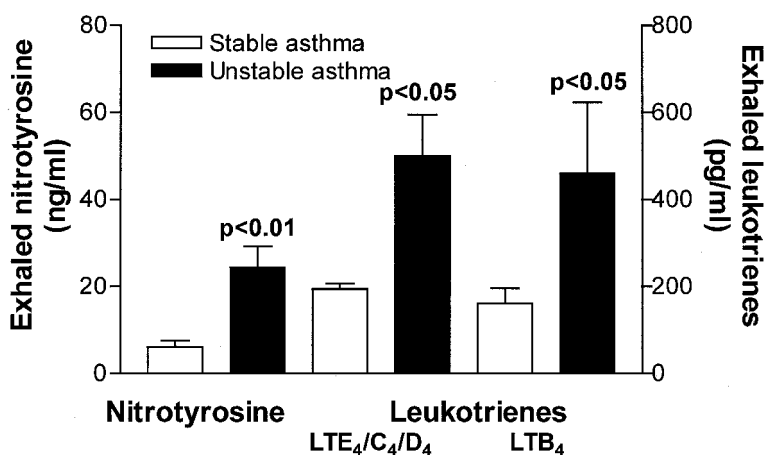 Exhaled nitrotyrosine
(ng/ml)
80
60
40
20
0
Stable asthma
Unstable asthma
p<0.01
p<0.05
p<0.05
800
600
400
200
0
Exhaled leukotrienes
(pg/ml)
Nitrotyrosine
Leukotrienes
LTE₄/C₄/D₄
LTB₄